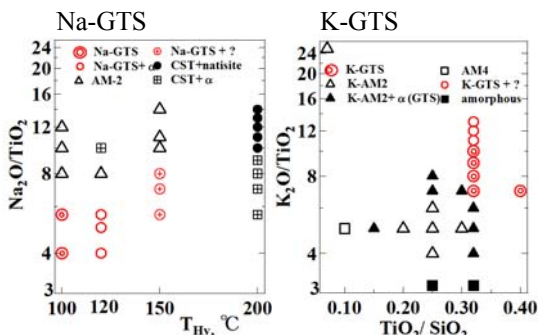 Na-GTS
K-GTS
Na-GTS
Na-GTS + ?
Na-GTS+ α
CST+natisite
AM-2
CST+ α
Na2O/TiO2
24
20
16
12
8
4
3
100 120 150 200
THy, °C
K-GTS
AM4
K-AM2
K-GTS + ?
K-AM2+ α (GTS)
amorphous
K2O/TiO2
24
20
16
12
8
4
3
0.10 0.20 0.30 0.40
TiO2/ SiO2